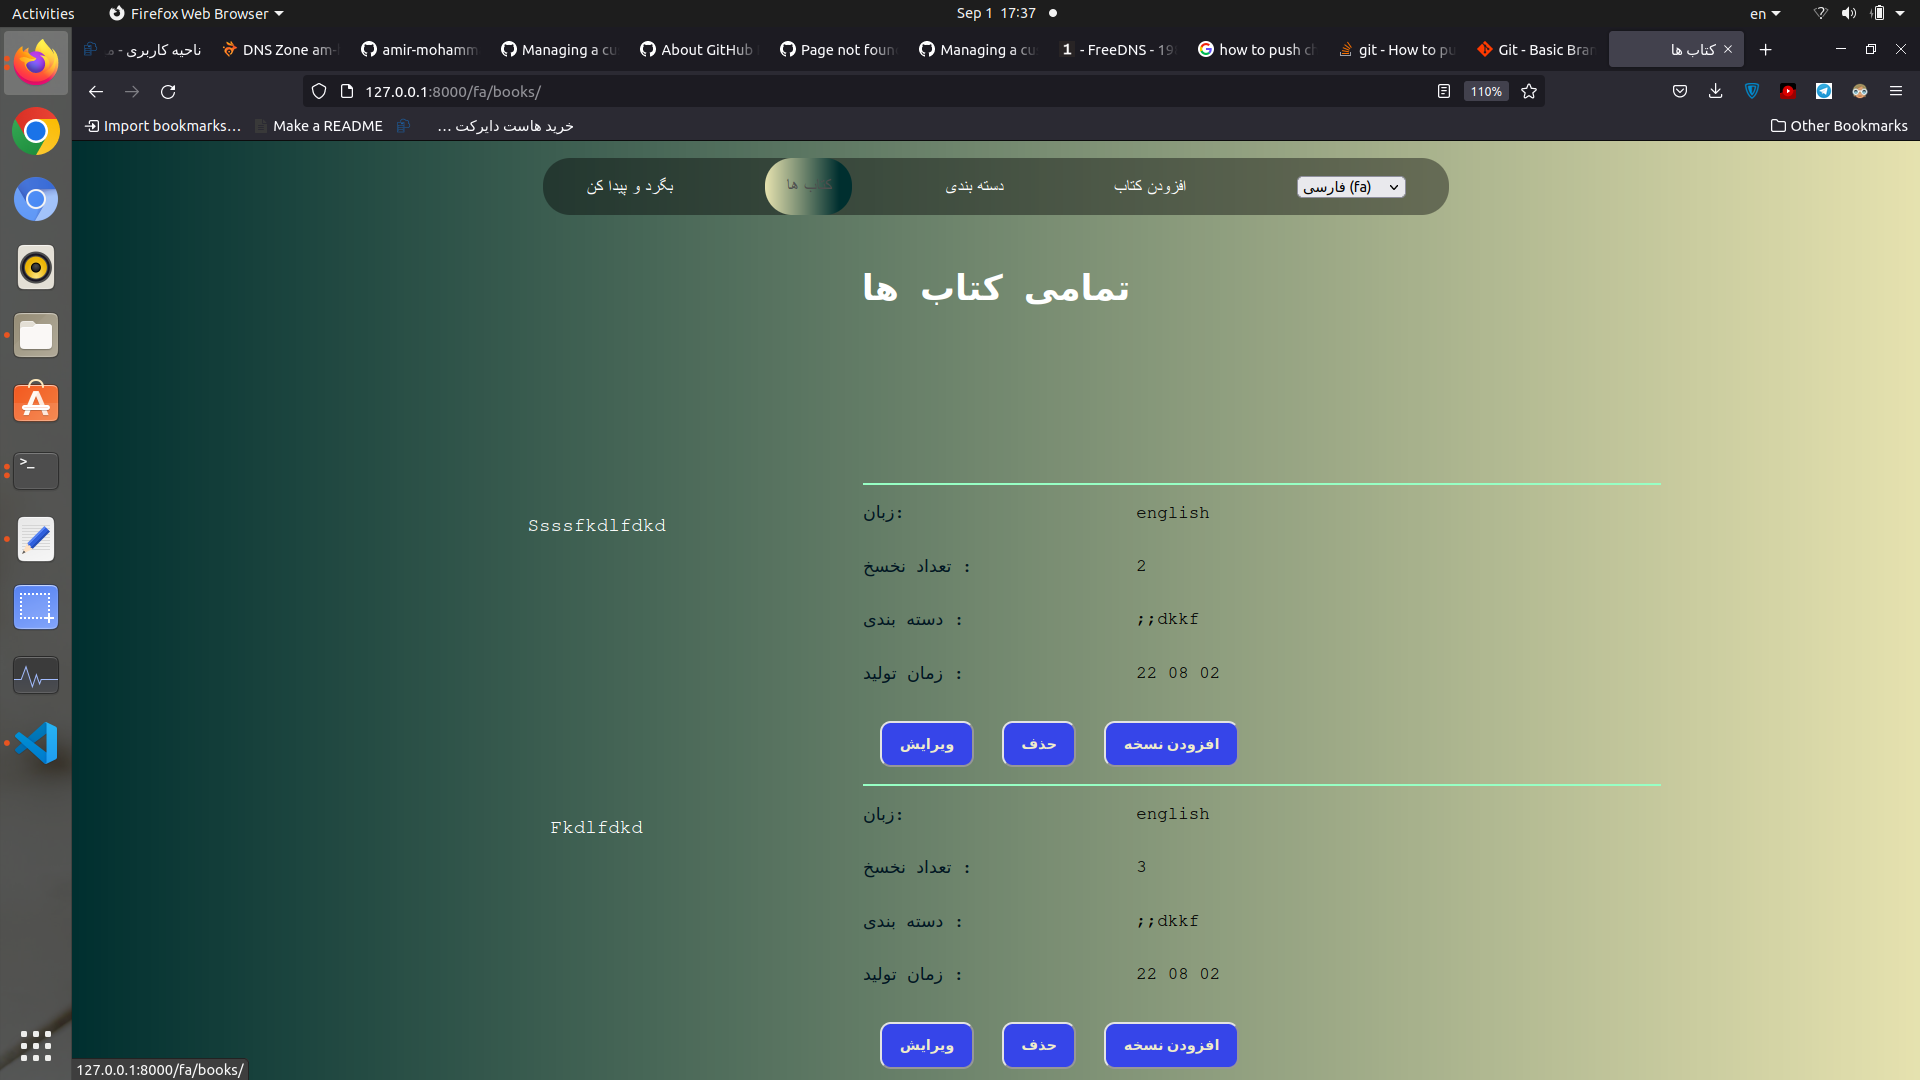 Activities
Firefox Web Browser
Sep 1 17:37
en
ناحیه کاربری - م
DNS Zone am-
amir-mohamm
Managing a cu
About GitHub
Page not foun
Managing a cu
- FreeDNS - 19
how to push ch
git - How to pu
Git - Basic Bran
کتاب ها
127.0.0.1:8000/fa/books/
110%
Import bookmarks...
Make a README
خرید هاست دایرکت ...
Other Bookmarks
بگرد و پیدا کن
کتاب ها
دسته بندی
افزودن کتاب
فارسی (fa)
تمامی کتاب ها
Ssssfkdlfdkd
زبان: english
تعداد نخسخ : 2
دسته بندی : ;;dkkf
زمان تولید : 22 08 02
ویرایش
حذف
افزودن نسخه
Fkdlfdkd
زبان: english
تعداد نخسخ : 3
دسته بندی : ;;dkkf
زمان تولید : 22 08 02
ویرایش
حذف
افزودن نسخه
127.0.0.1:8000/fa/books/